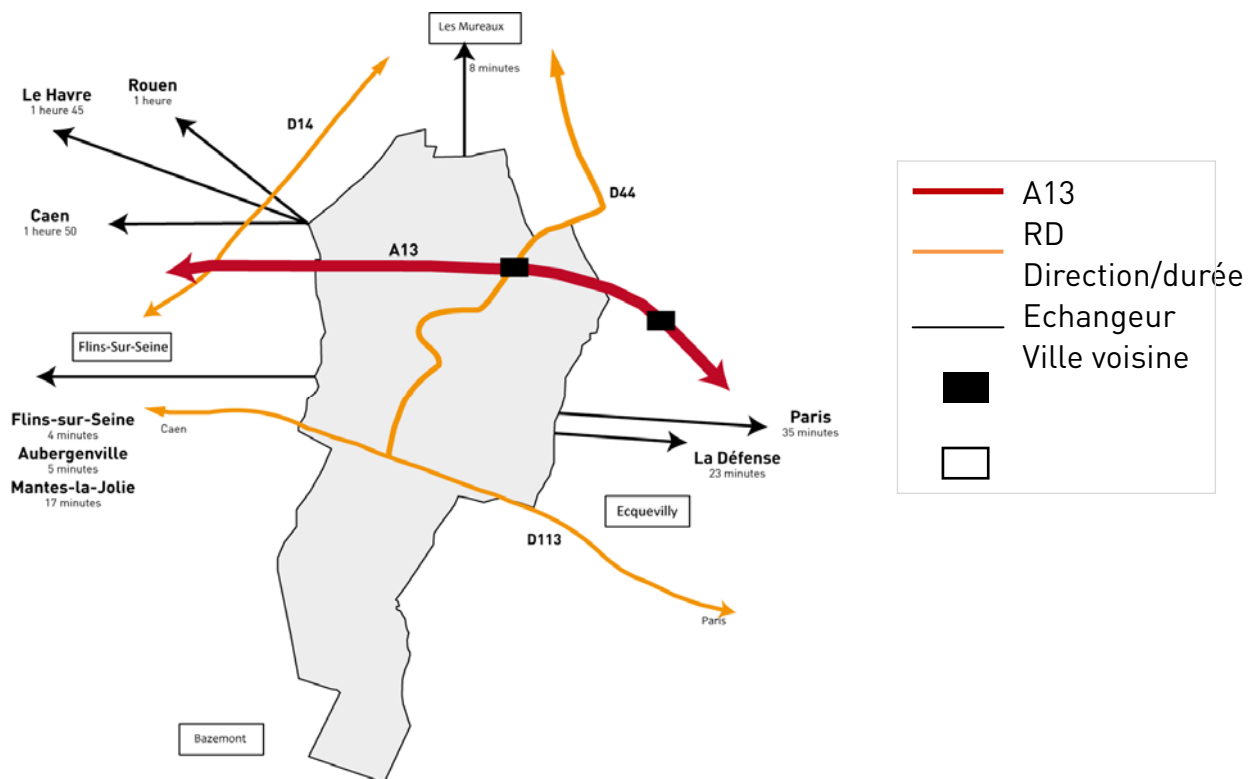 Les Mureaux
8 minutes
Rouen
1 heure
Le Havre
1 heure 45
D14
D44
Caen
1 heure 50
A13
Flins-Sur-Seine
Flins-sur-Seine
4 minutes
Aubergenville
5 minutes
Mantes-la-Jolie
17 minutes
Caen
Paris
35 minutes
La Défense
23 minutes
Ecquevilly
D113
Paris
Bazemont
A13
RD
Direction/durée
Echangeur
Ville voisine